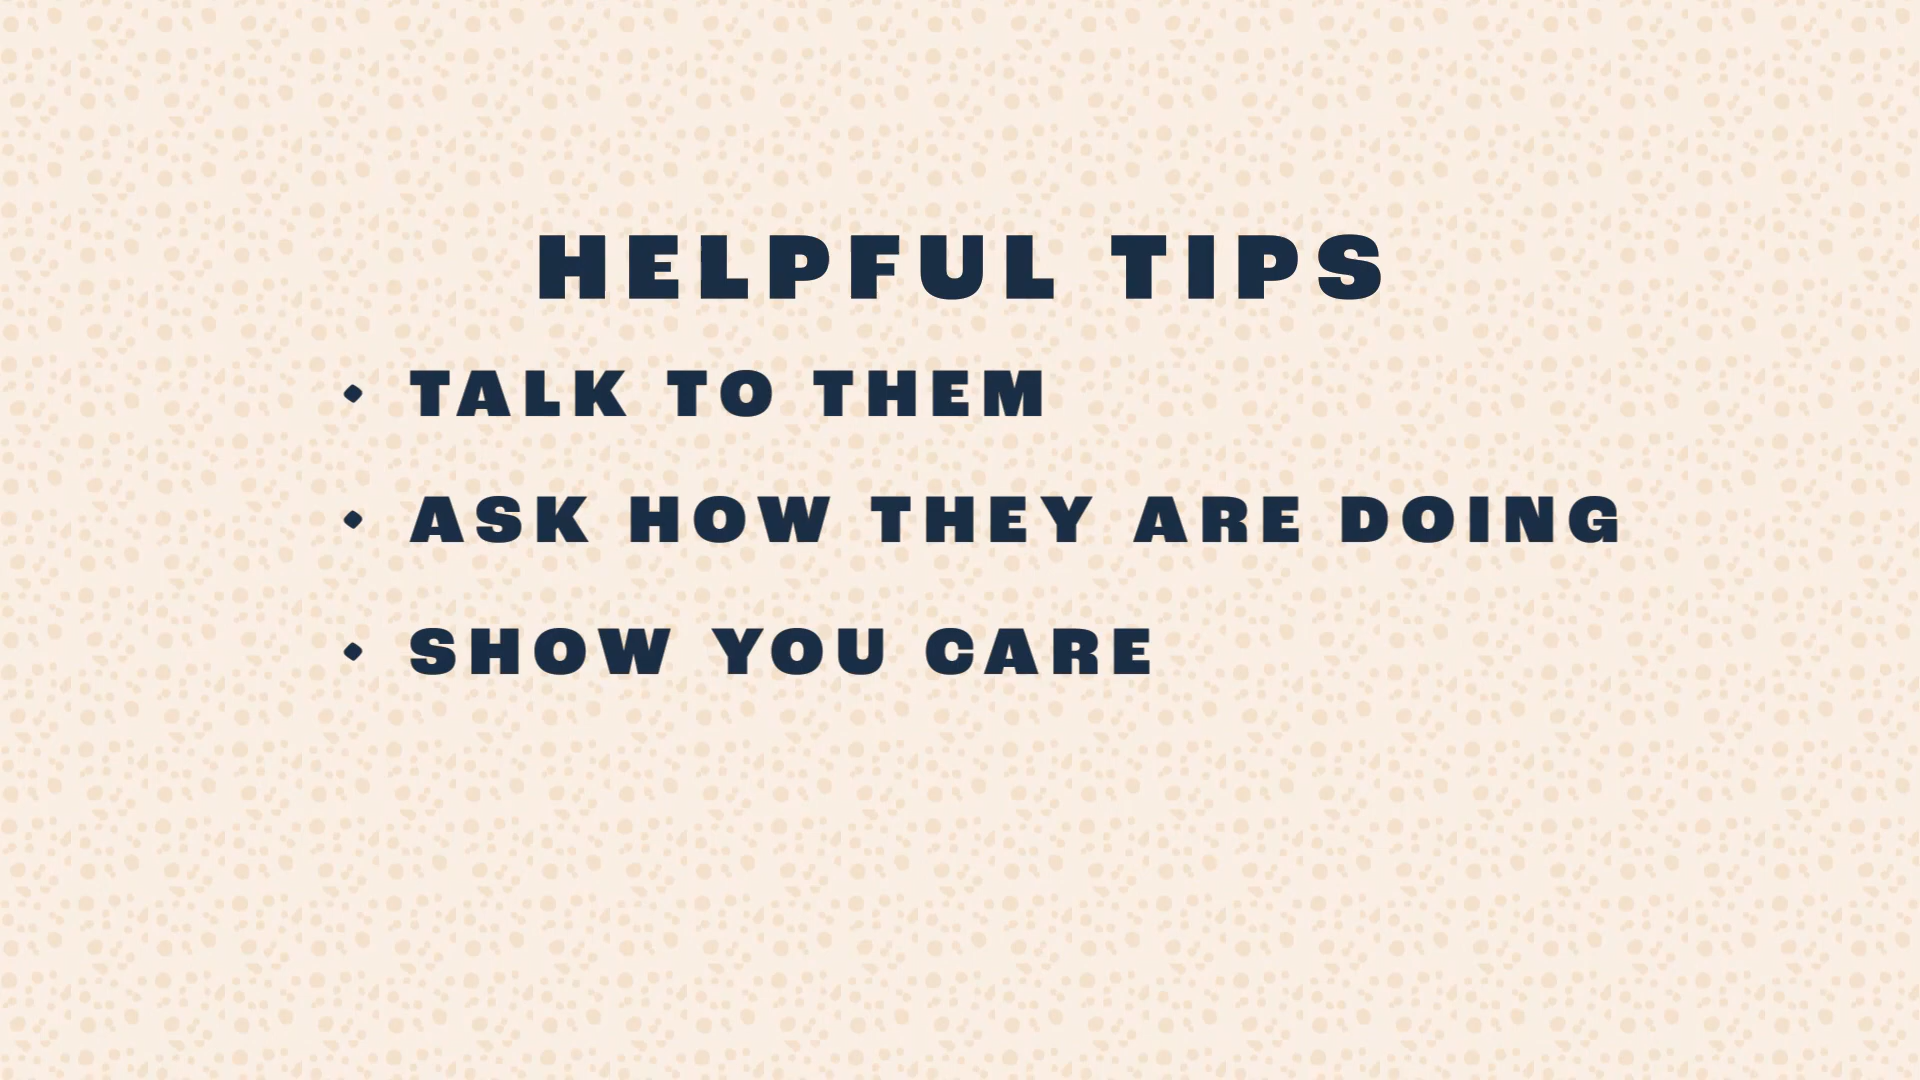 HELPFUL TIPS
• TALK TO THEM
• ASK HOW THEY ARE DOING
• SHOW YOU CARE